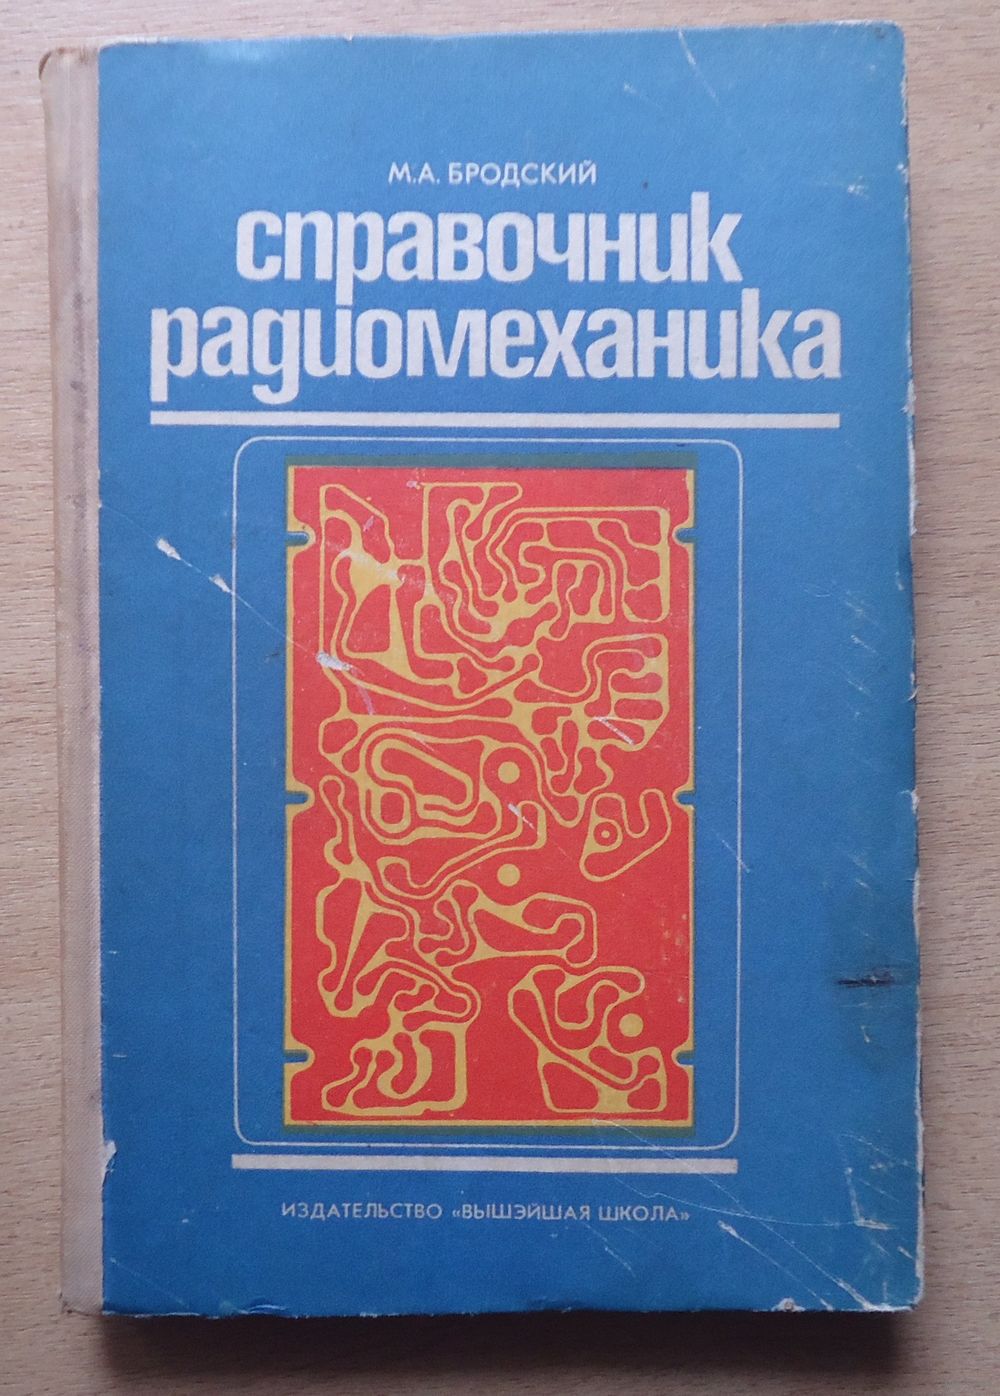 М.А. БРОДСКИЙ
справочник
радиомеханика
ИЗДАТЕЛЬСТВО «ВЫШЭЙШАЯ ШКОЛА»